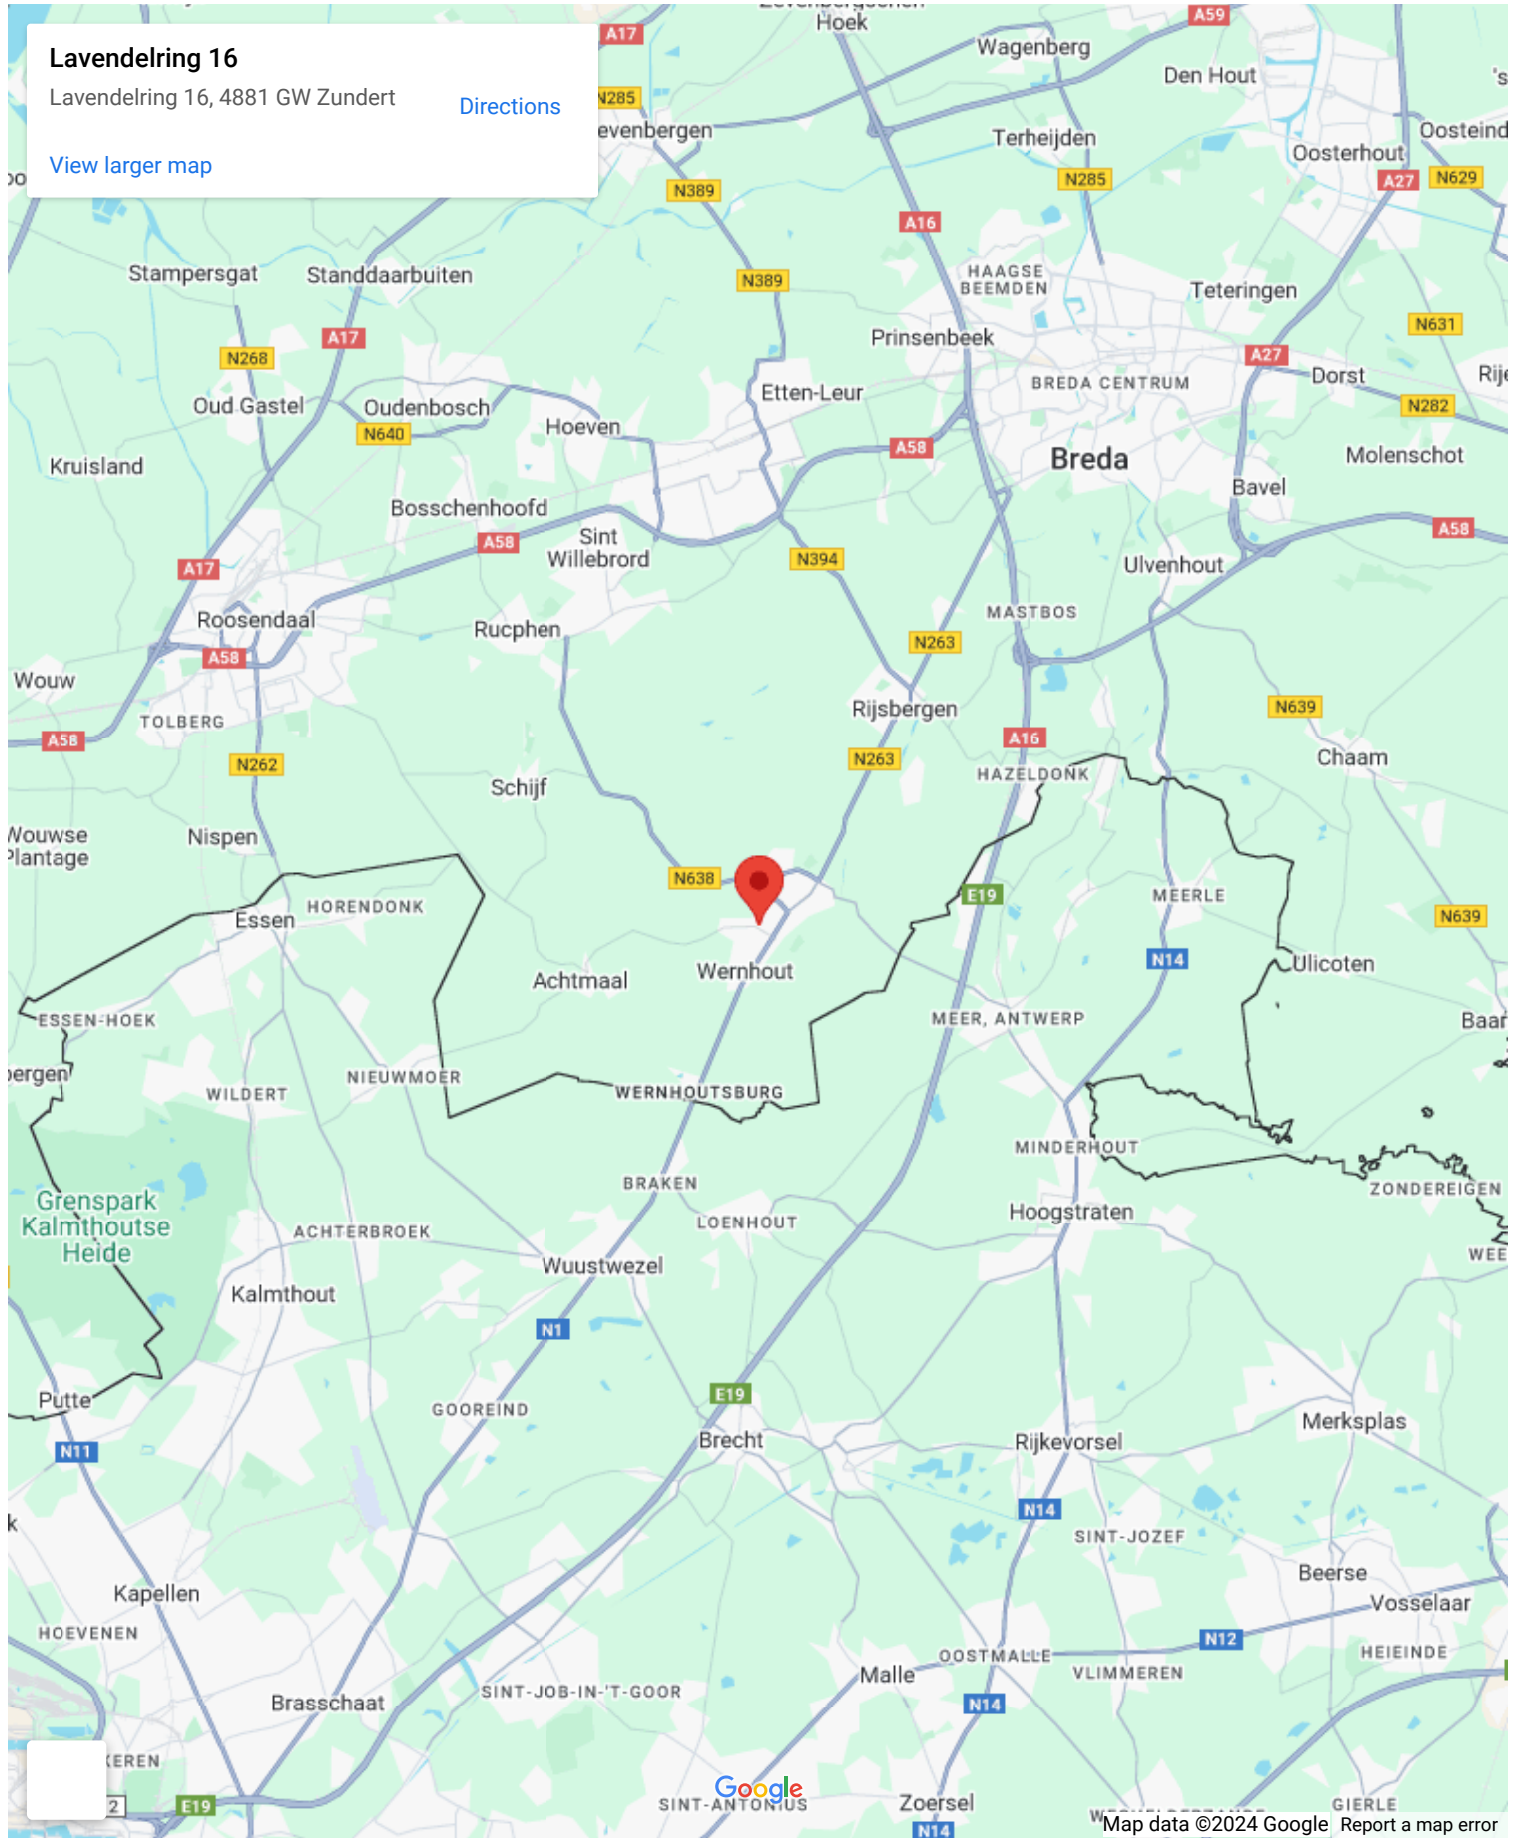 Lavendelring 16
Lavendelring 16, 4881 GW Zundert
Directions
View larger map
Hoek
A17
A59
Wagenberg
Den Hout
N285
Terheijden
Oosterhout
N389
N285
A27
N629
A16
Stampersgat
Standdaarbuiten
HAAGSE
BEEMDEN
N389
Teteringen
A17
Prinsenbeek
N631
N268
A27
Etten-Leur
BREDA CENTRUM
Dorst
Oud Gastel
Oudenbosch
N282
N640
Hoeven
A58
Kruisland
Breda
Molenschot
Bavel
Bosschenhoofd
A58
Sint
Willebrord
A58
N394
A17
Ulvenhout
Roosendaal
Rucphen
MASTBOS
N263
A58
Wouw
Rijsbergen
N639
TOLBERG
A58
A16
N262
N263
Chaam
HAZELDONK
Schijf
Wouwse
Plantage
Nispen
N638
E19
MEERLE
Essen
HORENDONK
N639
N14
Ulicoten
Achtmaal
Wernhout
ESSEN-HOEK
MEER, ANTWERP
NIEUWMOER
WILDERT
WERNHOUTSBURG
MINDERHOUT
BRAKEN
ZONDEREIGEN
Grenspark
Kalmthoutse
Heide
LOENHOUT
Hoogstraten
ACHTERBROEK
Wuustwezel
Kalmthout
N1
E19
Putte
GOOREIND
Merksplas
Brecht
Rijkevorsel
N11
N14
SINT-JOZEF
Beerse
Kapellen
Vosselaar
HOEVENEN
N12
OOSTMALLE
HEIEINDE
Malle
VLIMMEREN
SINT-JOB-IN-'T-GOOR
Brasschaat
N14
Google
SINT-ANTONIUS
Zoersel
E19
GIERLE
N14
Map data ©2024 Google
Report a map error